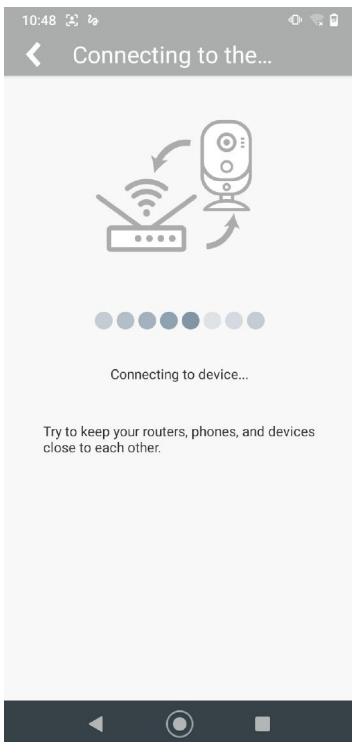 10:48
Connecting to the...
Connecting to device...
Try to keep your routers, phones, and devices
close to each other.